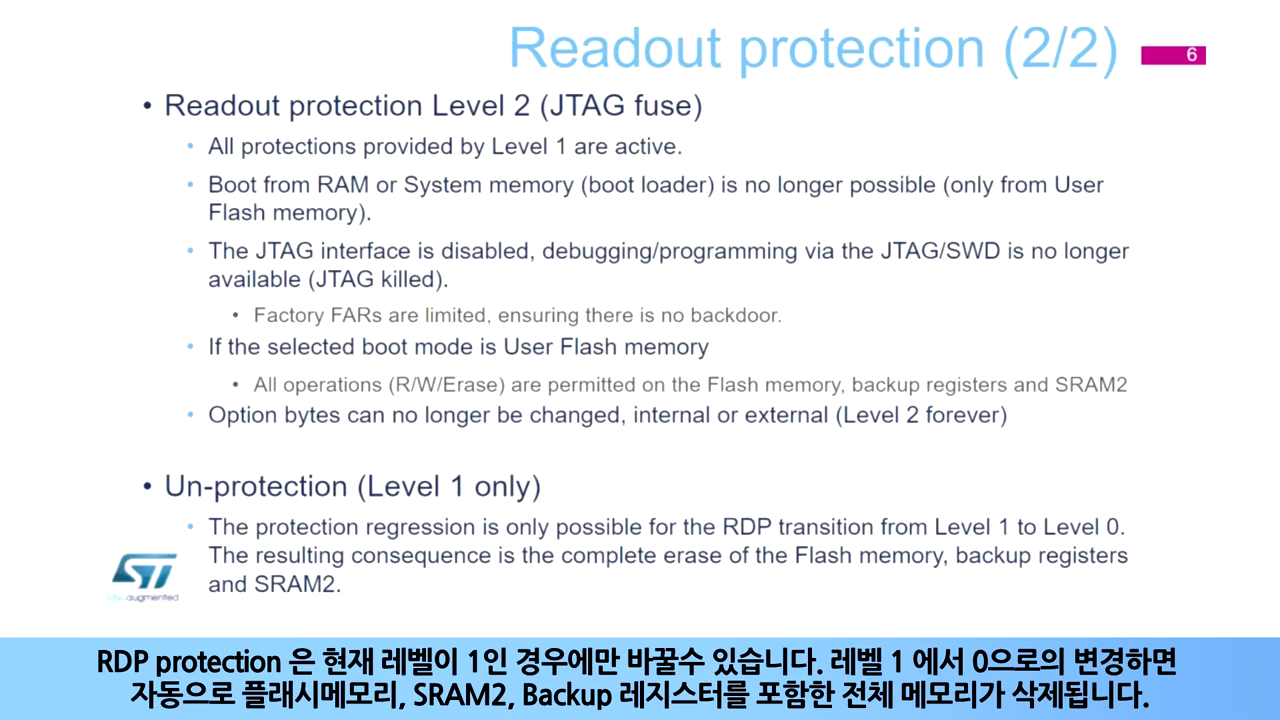 Readout protection (2/2)
6
• Readout protection Level 2 (JTAG fuse)
• All protections provided by Level 1 are active.
• Boot from RAM or System memory (boot loader) is no longer possible (only from User
Flash memory).
• The JTAG interface is disabled, debugging/programming via the JTAG/SWD is no longer
available (JTAG killed).
• Factory FARs are limited, ensuring there is no backdoor.
• If the selected boot mode is User Flash memory
• All operations (R/W/Erase) are permitted on the Flash memory, backup registers and SRAM2
• Option bytes can no longer be changed, internal or external (Level 2 forever)
• Un-protection (Level 1 only)
• The protection regression is only possible for the RDP transition from Level 1 to Level 0.
The resulting consequence is the complete erase of the Flash memory, backup registers
and SRAM2.
ST
life.augmented
RDP protection 은 현재 레벨이 1인 경우에만 바꿀수 있습니다. 레벨 1 에서 0으로의 변경하면
자동으로 플래시메모리, SRAM2, Backup 레지스터를 포함한 전체 메모리가 삭제됩니다.